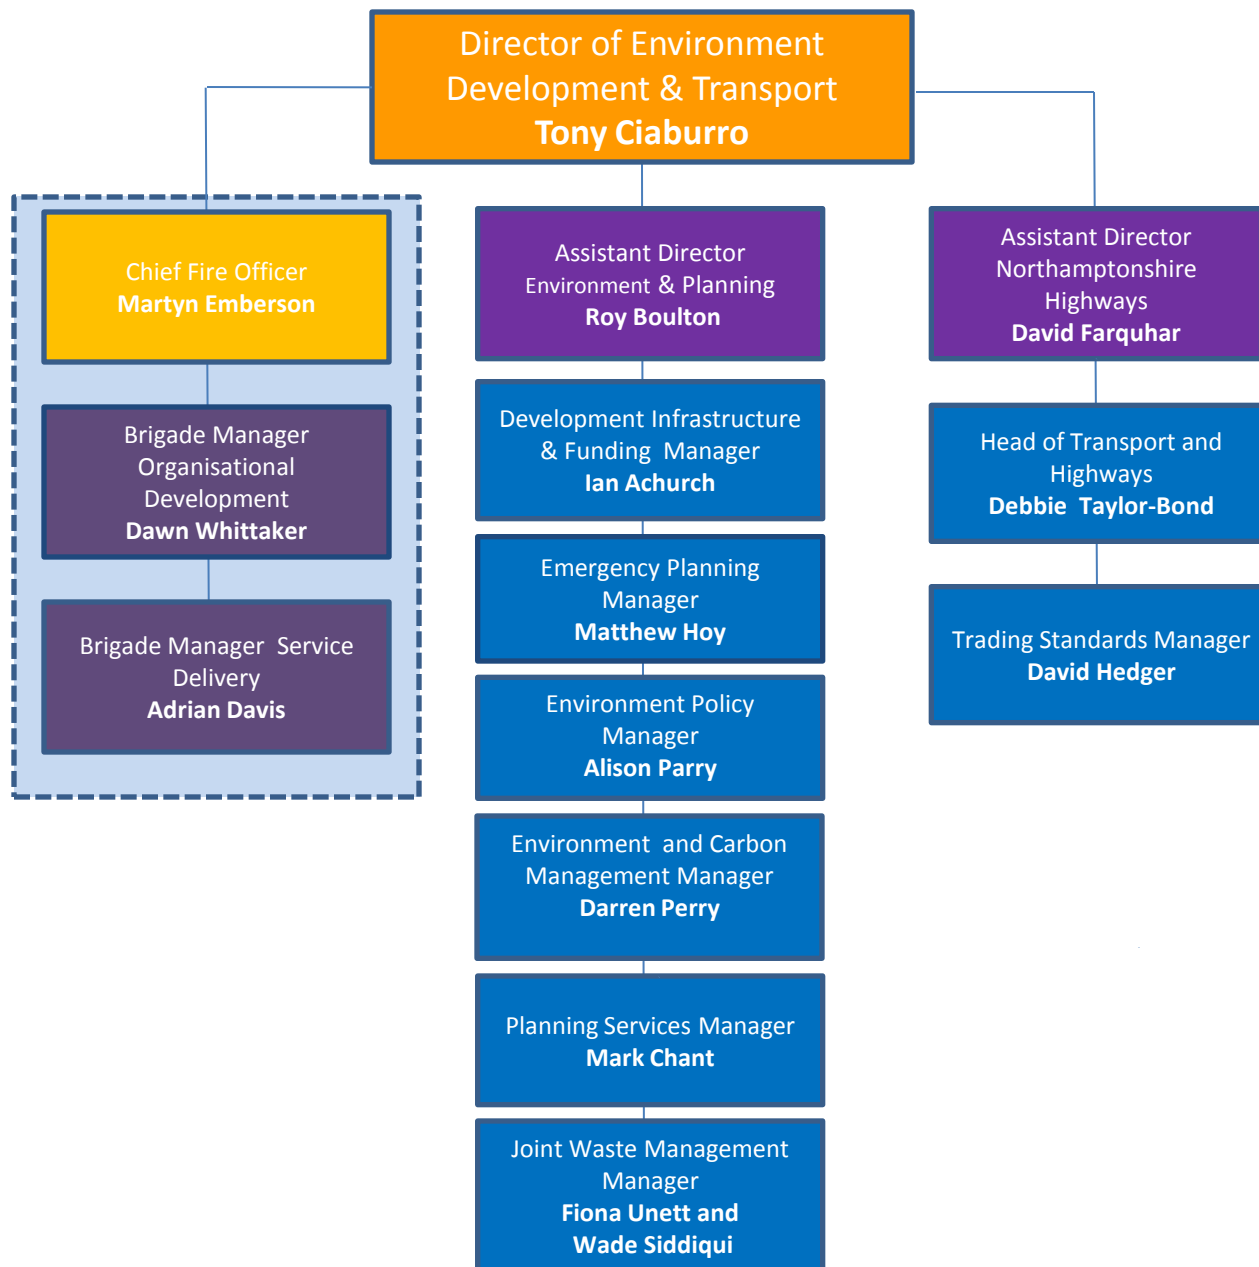 Director of Environment
Development & Transport
Tony Ciaburro
Chief Fire Officer
Martyn Emberson
Brigade Manager
Organisational
Development
Dawn Whittaker
Brigade Manager Service
Delivery
Adrian Davis
Assistant Director
Environment & Planning
Roy Boulton
Development Infrastructure
& Funding Manager
Ian Achurch
Emergency Planning
Manager
Matthew Hoy
Environment Policy
Manager
Alison Parry
Environment and Carbon
Management Manager
Darren Perry
Planning Services Manager
Mark Chant
Joint Waste Management
Manager
Fiona Unett and
Wade Siddiqui
Assistant Director
Northamptonshire
Highways
David Farquhar
Head of Transport and
Highways
Debbie Taylor-Bond
Trading Standards Manager
David Hedger